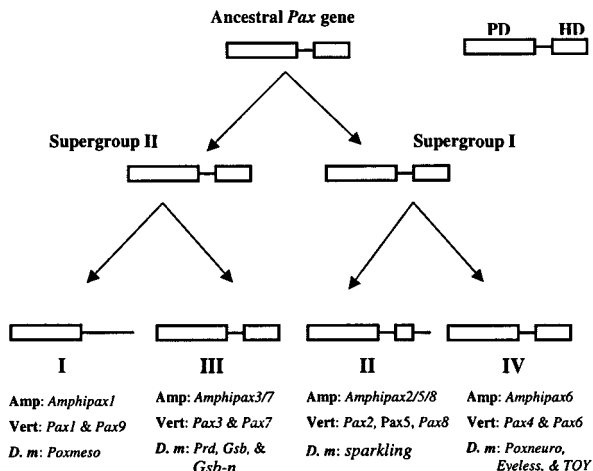 Ancestral Pax gene
PD HD
Supergroup II
Supergroup I
I
Amp: Amphipax1
Vert: Pax1 & Pax9
D. m: Poxmeso
III
Amp: Amphipax3/7
Vert: Pax3 & Pax7
D. m: Prd, Gsb, &
Gsb-n
II
Amp: Amphipax2/5/8
Vert: Pax2, Pax5, Pax8
D. m: sparkling
IV
Amp: Amphipax6
Vert: Pax4 & Pax6
D. m: Poxneuro,
Eyeless, & TOY